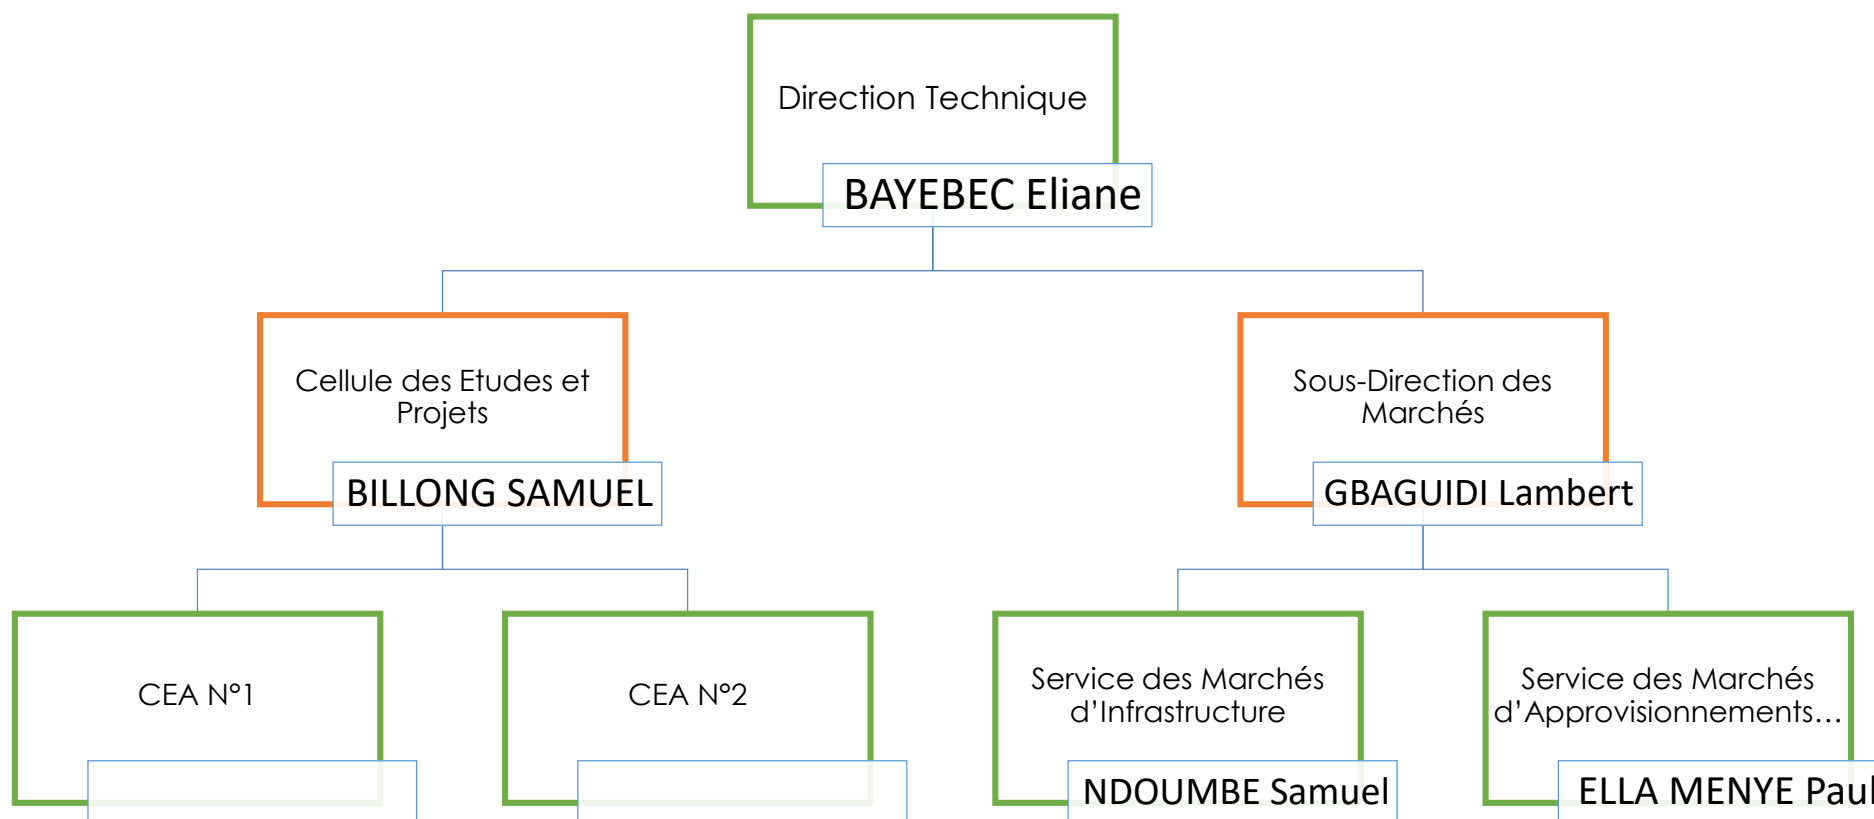 Direction Technique
BAYEBEC Eliane
Cellule des Etudes et
Projets
BILLONG SAMUEL
Sous-Direction des
Marchés
GBAGUIDI Lambert
CEA N°1
CEA N°2
Service des Marchés
d’Infrastructure
NDOUMBE Samuel
Service des Marchés
d’Approvisionnements…
ELLA MENYE Paul